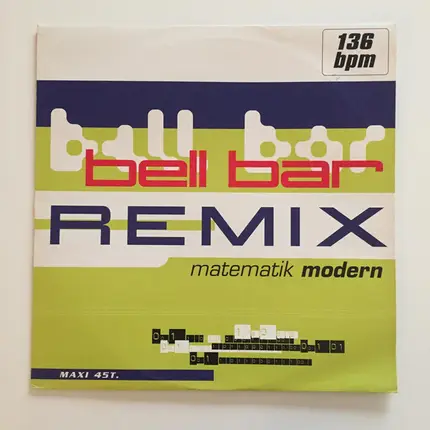 136
bpm
bell bar
bell bar
REMIX
matematik modern
MAXI 45T.